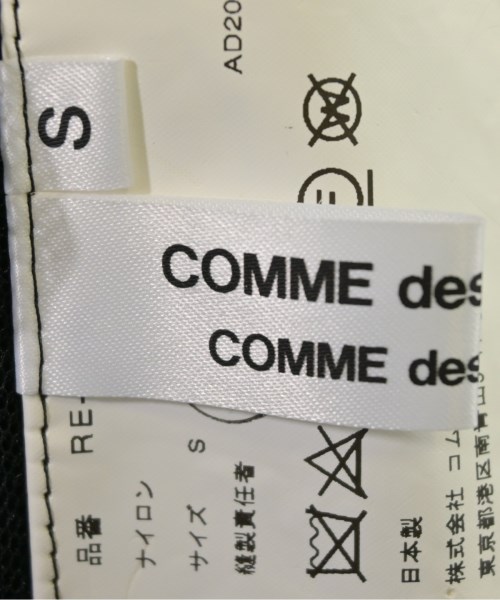 S
COMME des
COMME des
AD20
品番 RE-
ナイロン
サイズ S
縫製責任者
日本製
株式会社 コム
東京都港区南青山